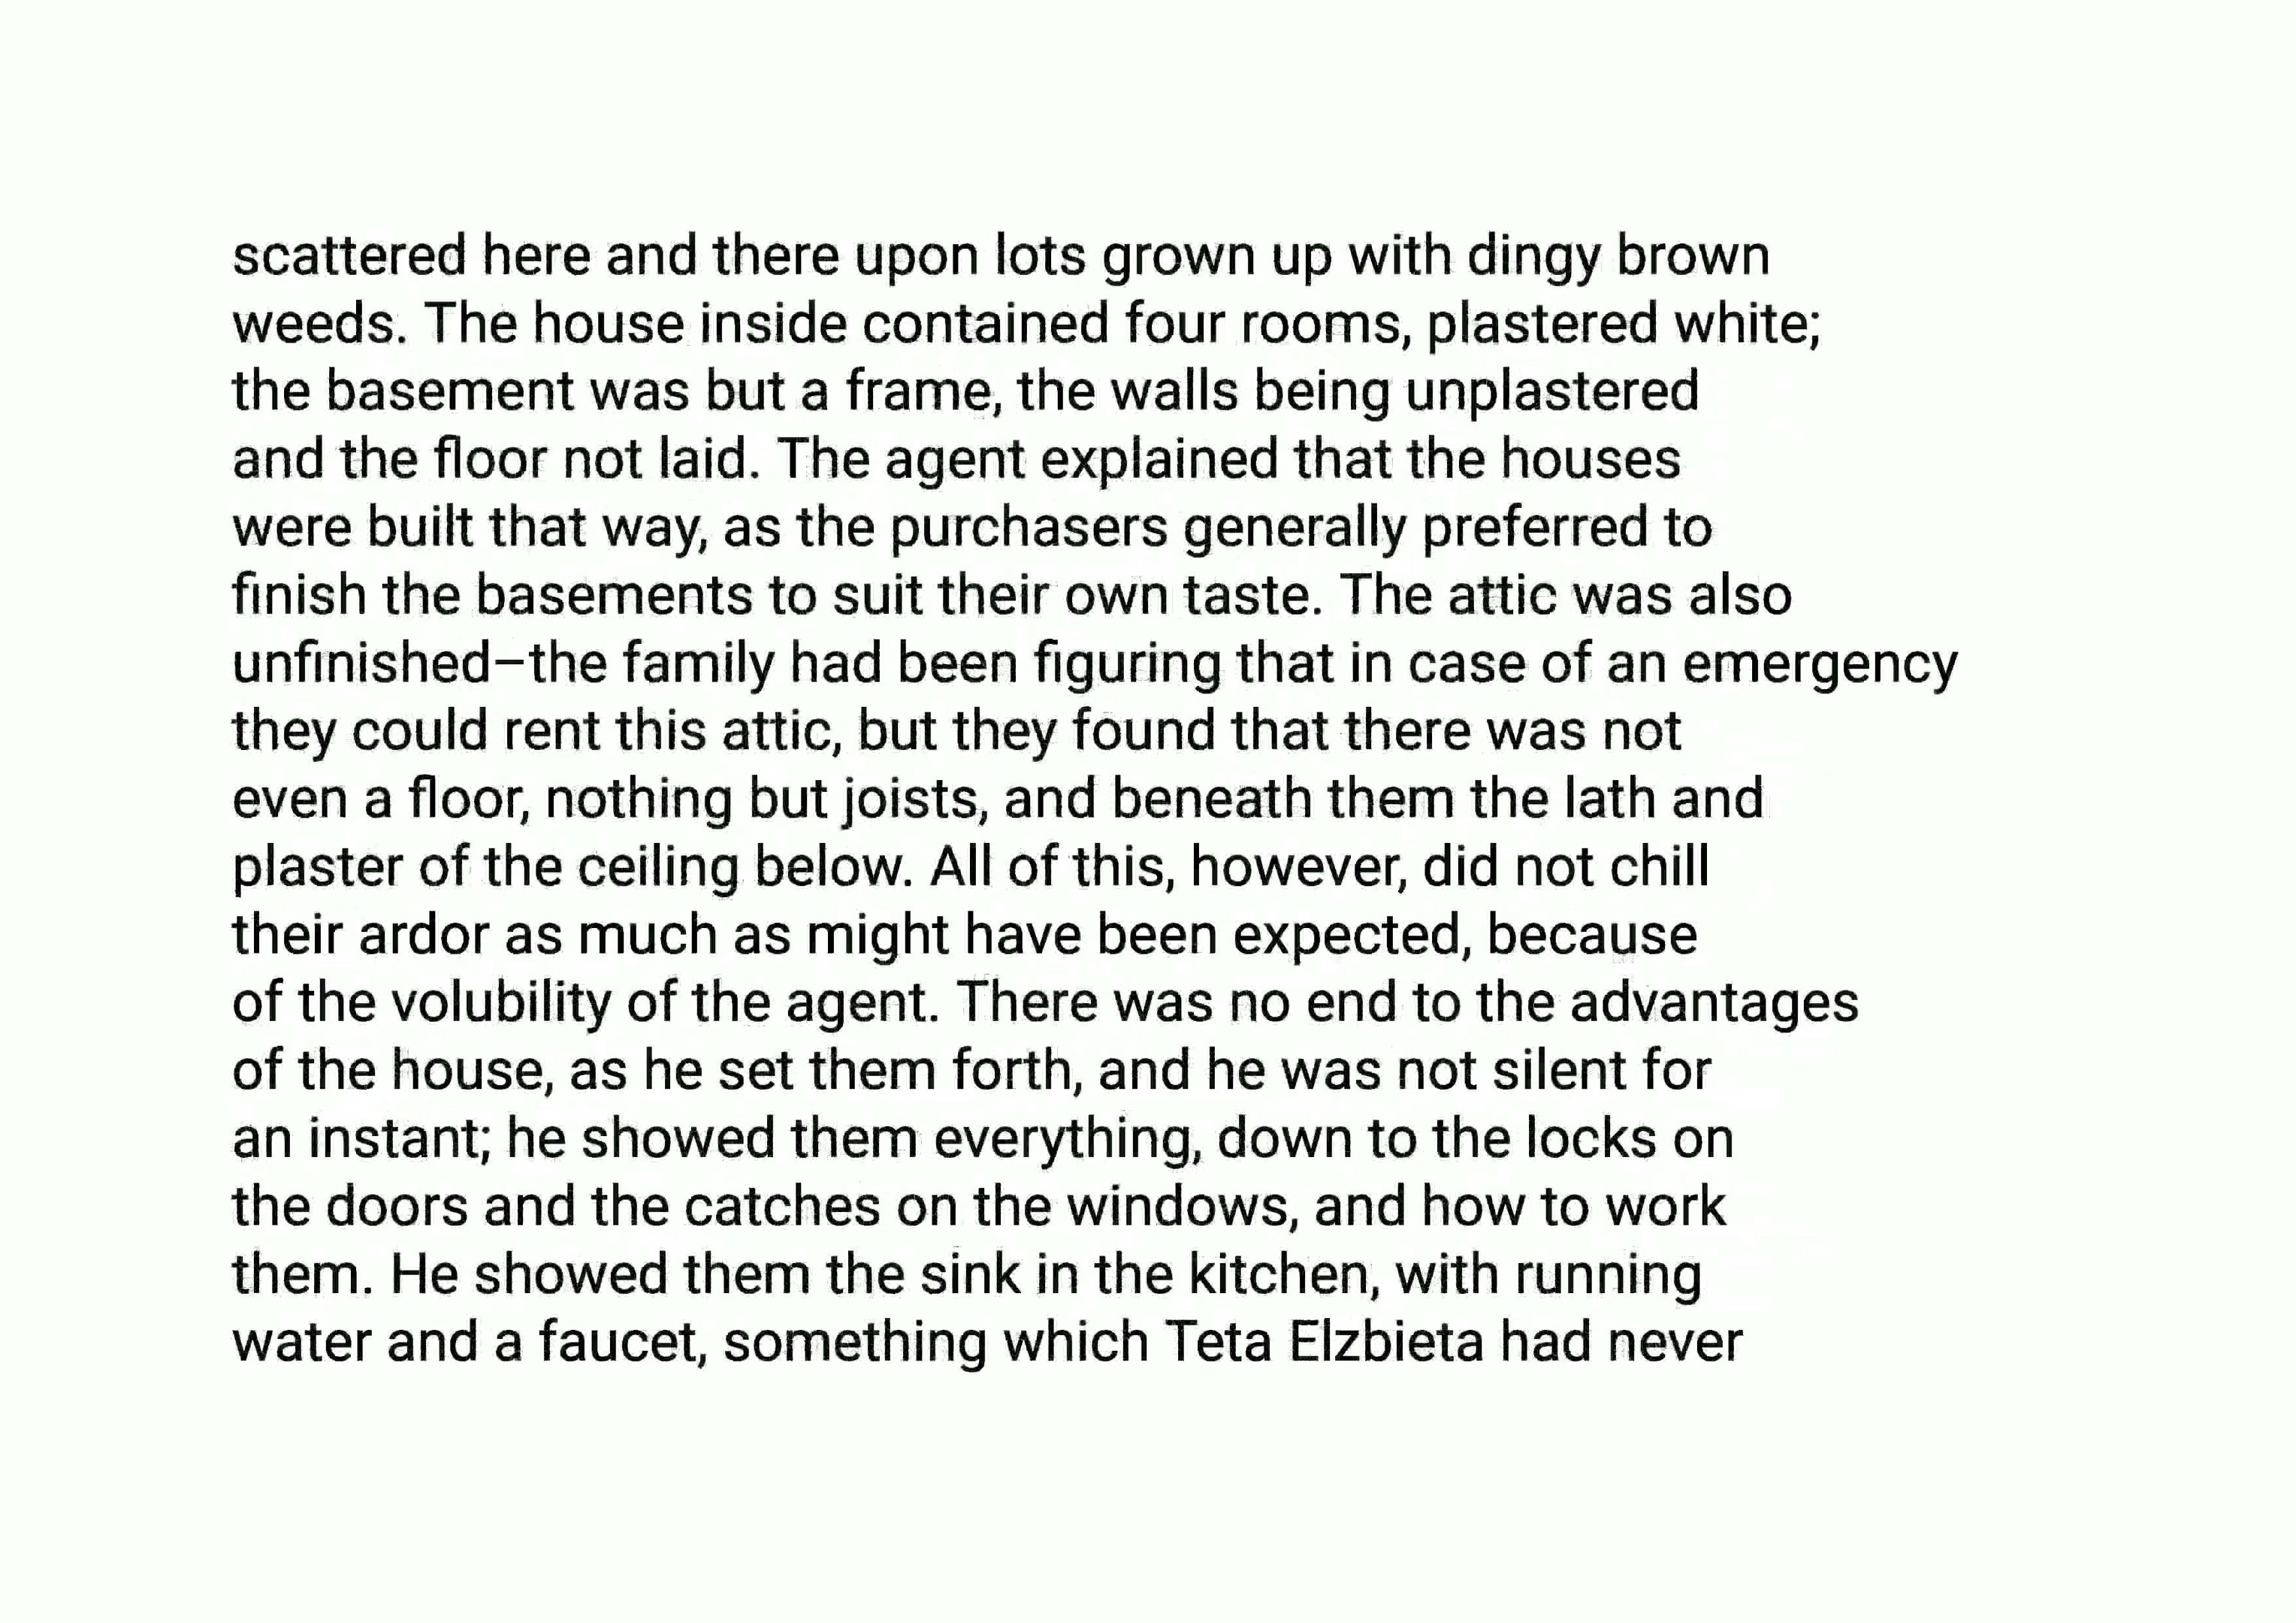 scattered here and there upon lots grown up with dingy brown
weeds. The house inside contained four rooms, plastered white;
the basement was but a frame, the walls being unplastered
and the floor not laid. The agent explained that the houses
were built that way, as the purchasers generally preferred to
finish the basements to suit their own taste. The attic was also
unfinished–the family had been figuring that in case of an emergency
they could rent this attic, but they found that there was not
even a floor, nothing but joists, and beneath them the lath and
plaster of the ceiling below. All of this, however, did not chill
their ardor as much as might have been expected, because
of the volubility of the agent. There was no end to the advantages
of the house, as he set them forth, and he was not silent for
an instant; he showed them everything, down to the locks on
the doors and the catches on the windows, and how to work
them. He showed them the sink in the kitchen, with running
water and a faucet, something which Teta Elzbieta had never